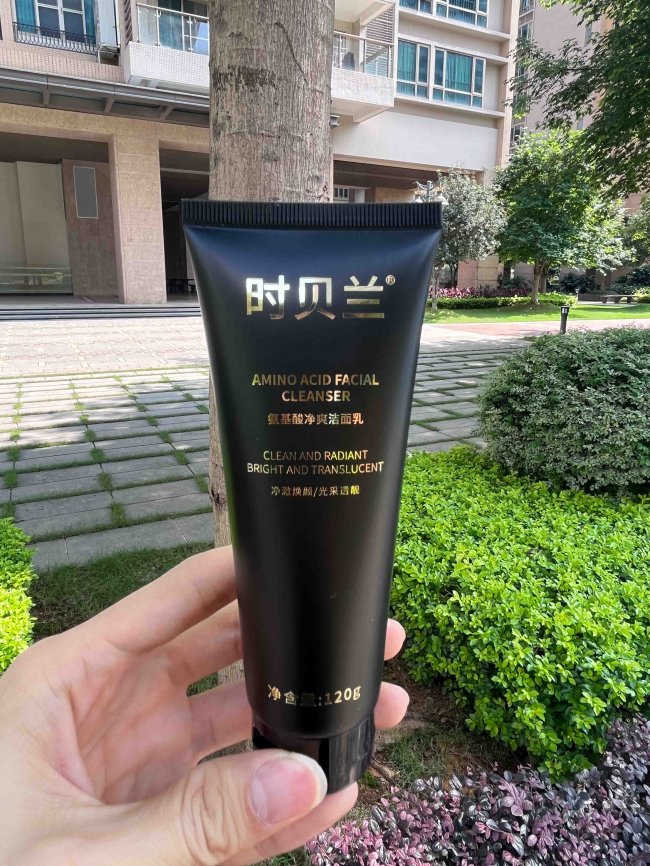 时贝兰®
AMINO ACID FACIAL
CLEANSER
氨基酸净爽洁面乳
CLEAN AND RADIANT
BRIGHT AND TRANSLUCENT
冷澈焕颜/光采透靓
净含量:120g